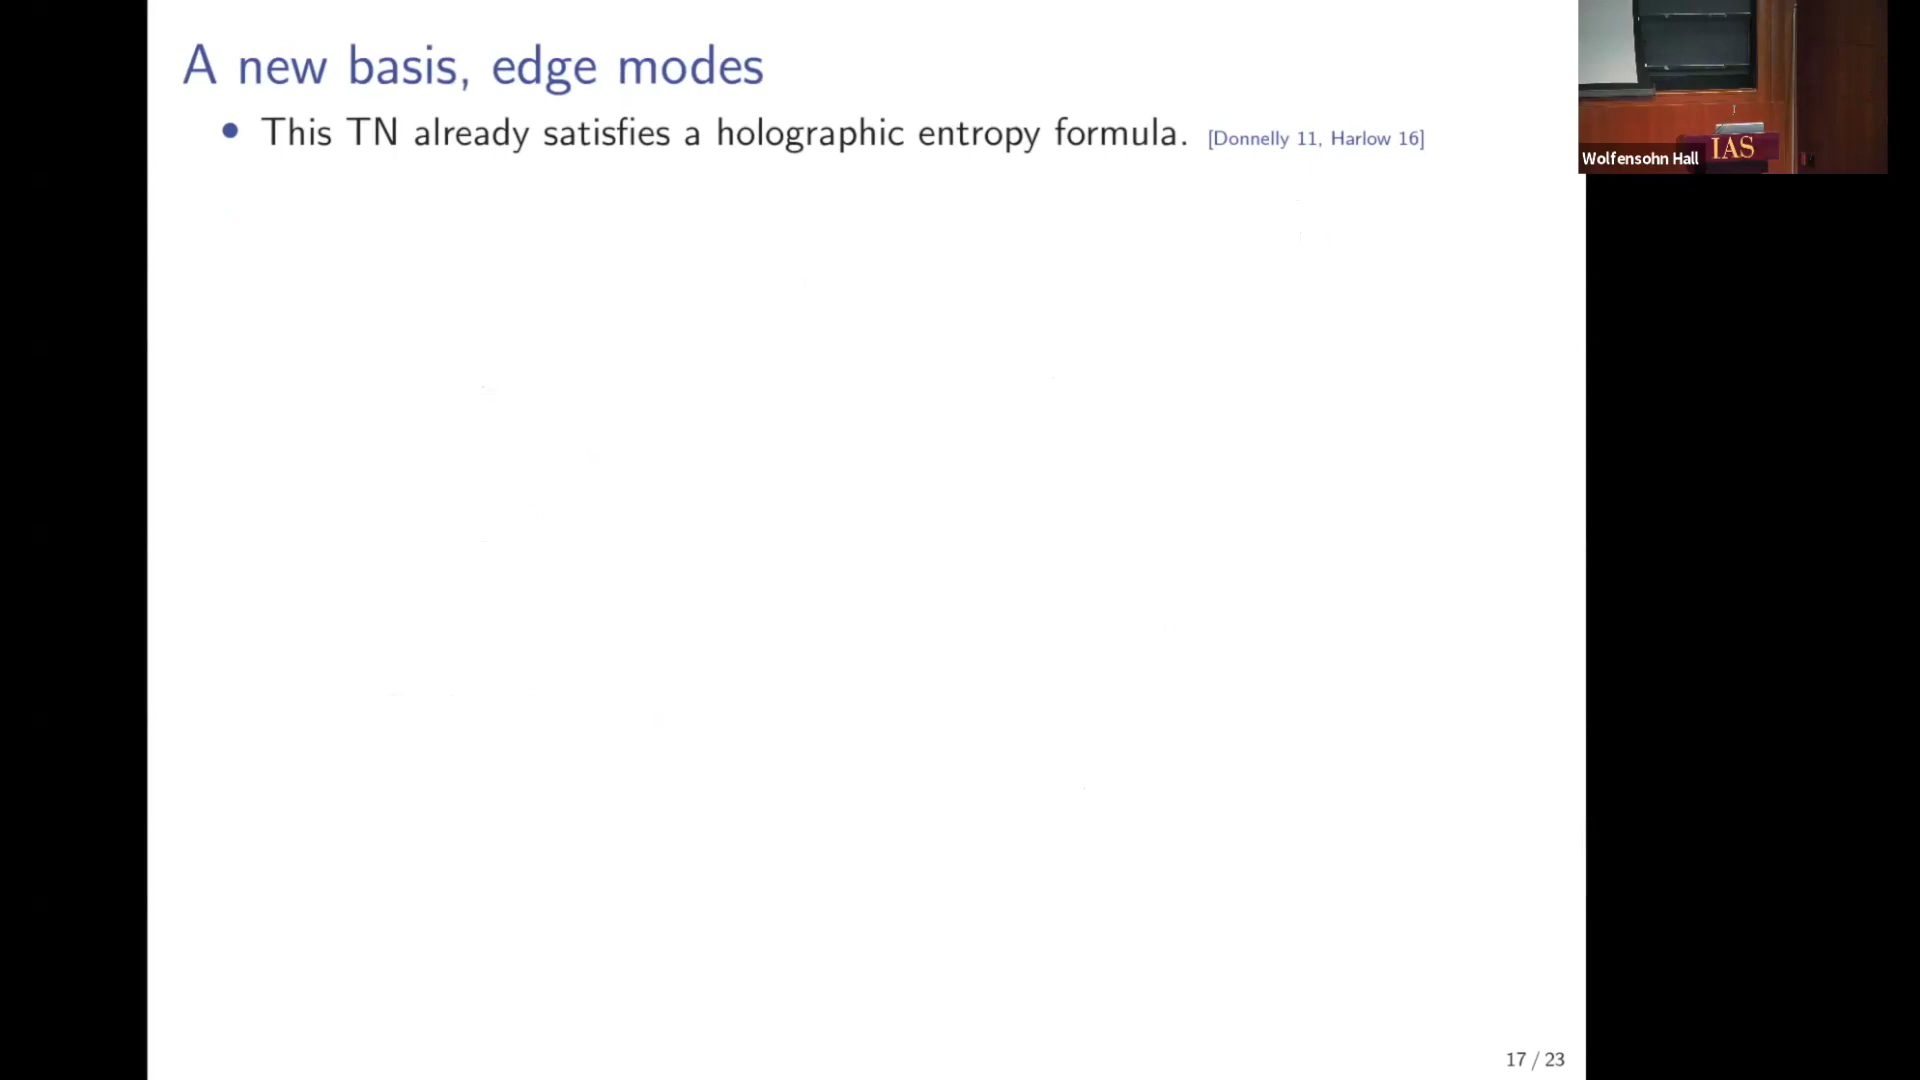 A new basis, edge modes
• This TN already satisfies a holographic entropy formula. [Donnelly 11, Harlow 16]
IAS
Wolfensohn Hall
17 / 23